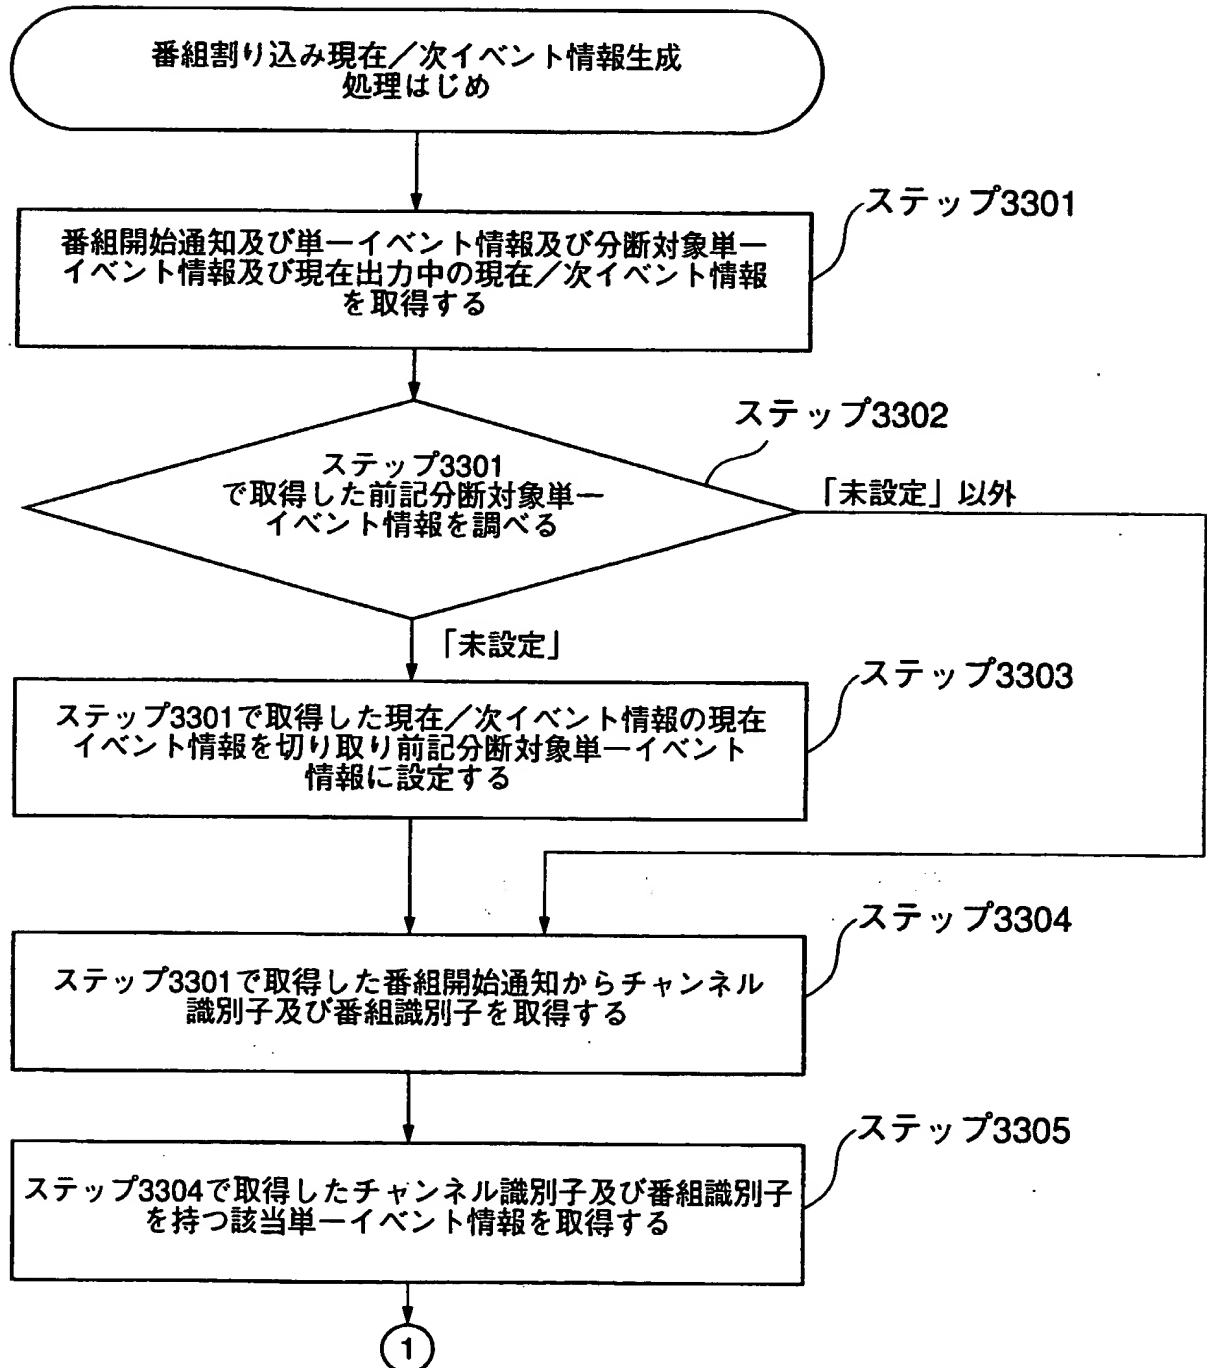 番組割り込み現在／次イベント情報生成
処理はじめ
ステップ3301
番組開始通知及び単一イベント情報及び分断対象単一
イベント情報及び現在出力中の現在／次イベント情報
を取得する
ステップ3302
ステップ3301
で取得した前記分断対象単一
イベント情報を調べる
「未設定」以外
「未設定」
ステップ3303
ステップ3301で取得した現在／次イベント情報の現在
イベント情報を切り取り前記分断対象単一イベント
情報に設定する
ステップ3304
ステップ3301で取得した番組開始通知からチャンネル
識別子及び番組識別子を取得する
ステップ3305
ステップ3304で取得したチャンネル識別子及び番組識別子
を持つ該当単一イベント情報を取得する
1